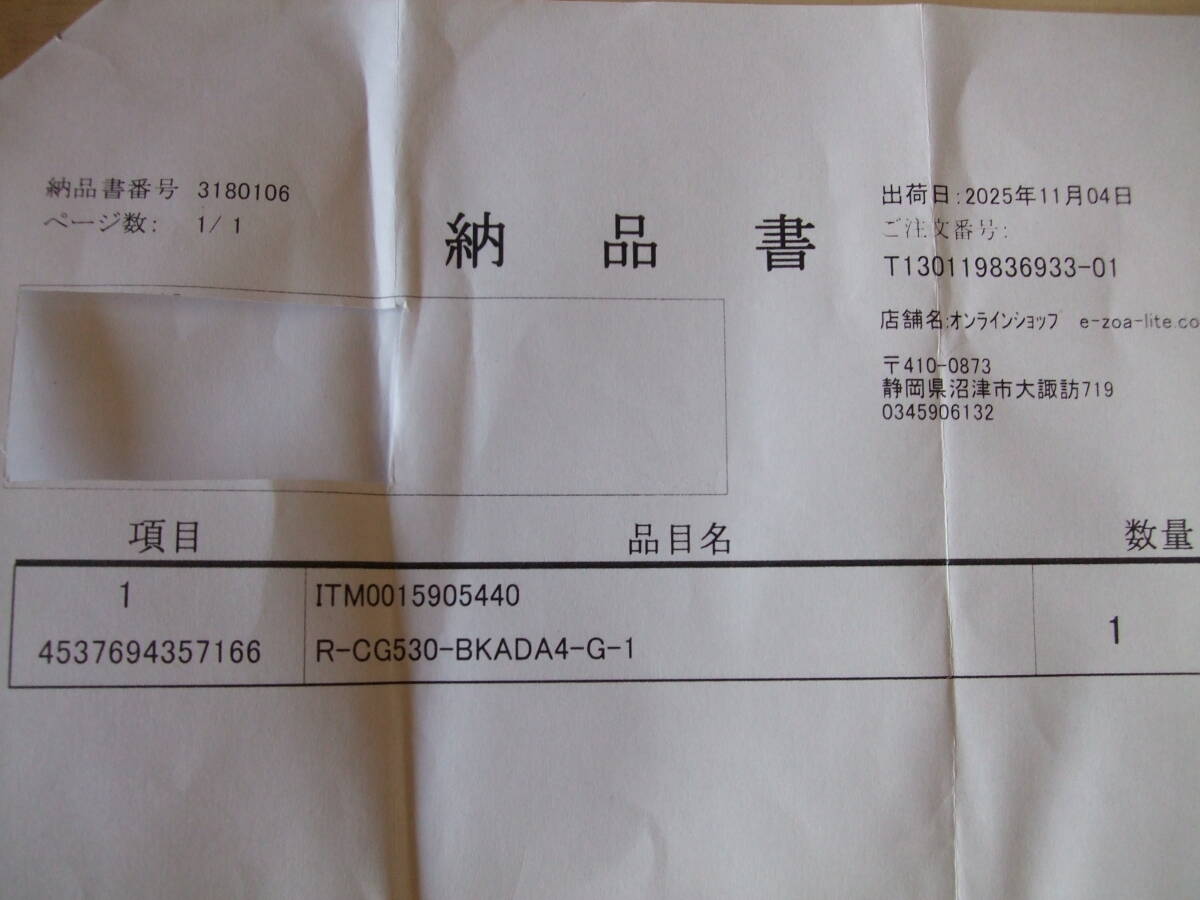 納品書番号 3180106
ページ数: 1/ 1
納品書
出荷日:2025年11月04日
ご注文番号:
T130119836933-01
店舗名:オンラインショップ e-zoa-lite.co
〒410-0873
静岡県沼津市大諏訪719
0345906132
項目 品目名 数量
1 ITM0015905440
4537694357166 R-CG530-BKADA4-G-1 1